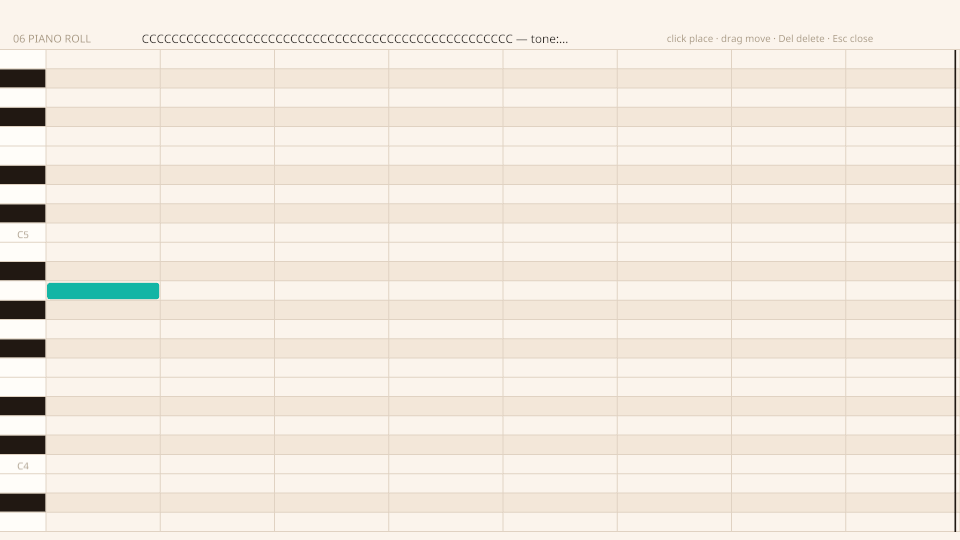 06 PIANO ROLL
CCCCCCCCCCCCCCCCCCCCCCCCCCCCCCCCCCCCCCCCCCCCCCCCCC — tone:...
click place · drag move · Del delete · Esc close
C5
C4